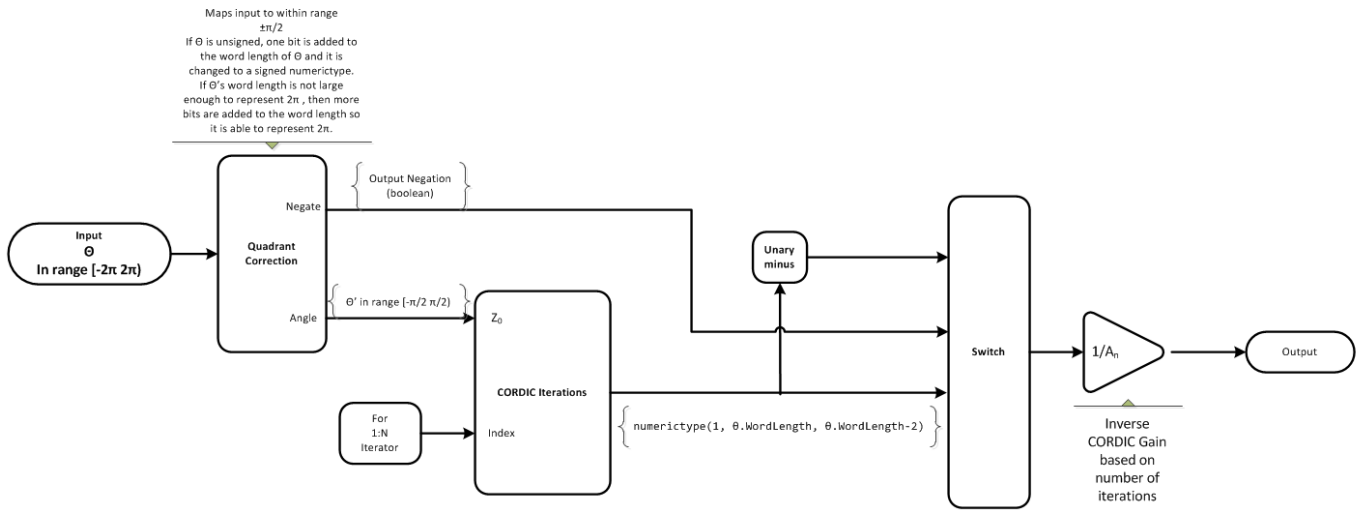 Maps input to within range
±π/2
If Θ is unsigned, one bit is added to
the word length of Θ and it is
changed to a signed numerictype.
If Θ's word length is not large
enough to represent 2π , then more
bits are added to the word length so
it is able to represent 2π.
Output Negation
(boolean)
Negate
Input
Θ
In range [-2π 2π)
Quadrant
Correction
Unary
minus
Θ' in range [-π/2 π/2)
Angle
Z₀
Switch
1/Aₙ
Output
CORDIC Iterations
For
1:N
Iterator
Index
numerictype(1, θ.WordLength, θ.WordLength-2)
Inverse
CORDIC Gain
based on
number of
iterations